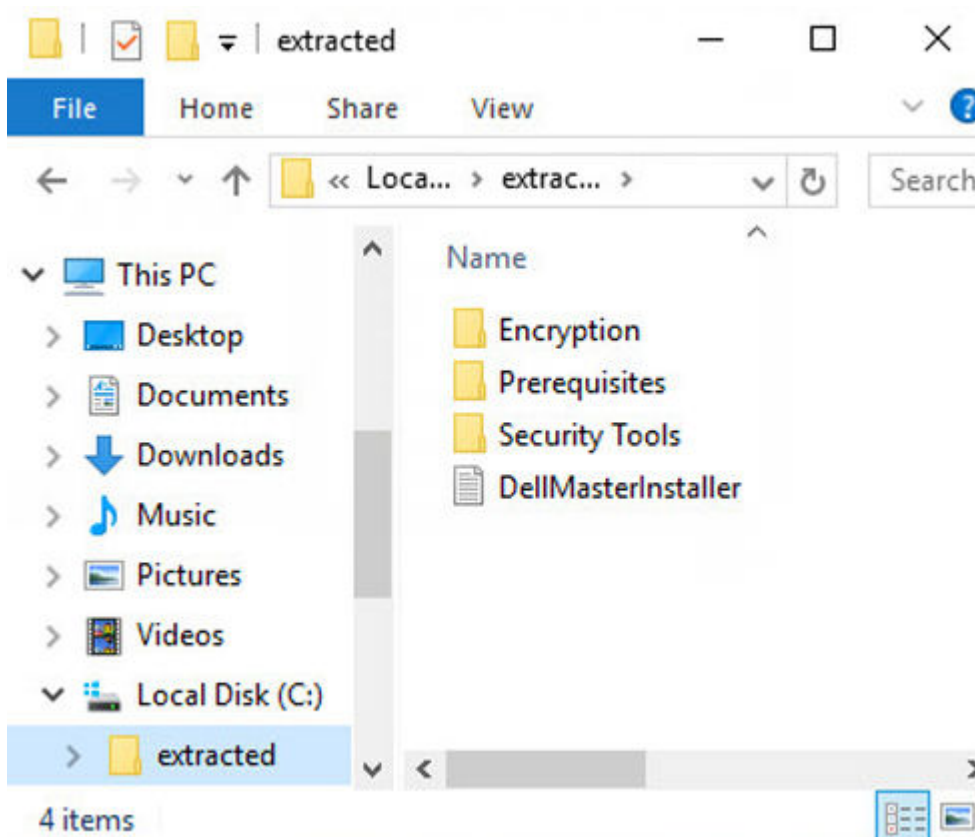 extracted
File Home Share View
?
« Loca... › extrac... ›
Search
This PC
Desktop
Documents
Downloads
Music
Pictures
Videos
Local Disk (C:)
extracted
Name
Encryption
Prerequisites
Security Tools
DellMasterInstaller
4 items